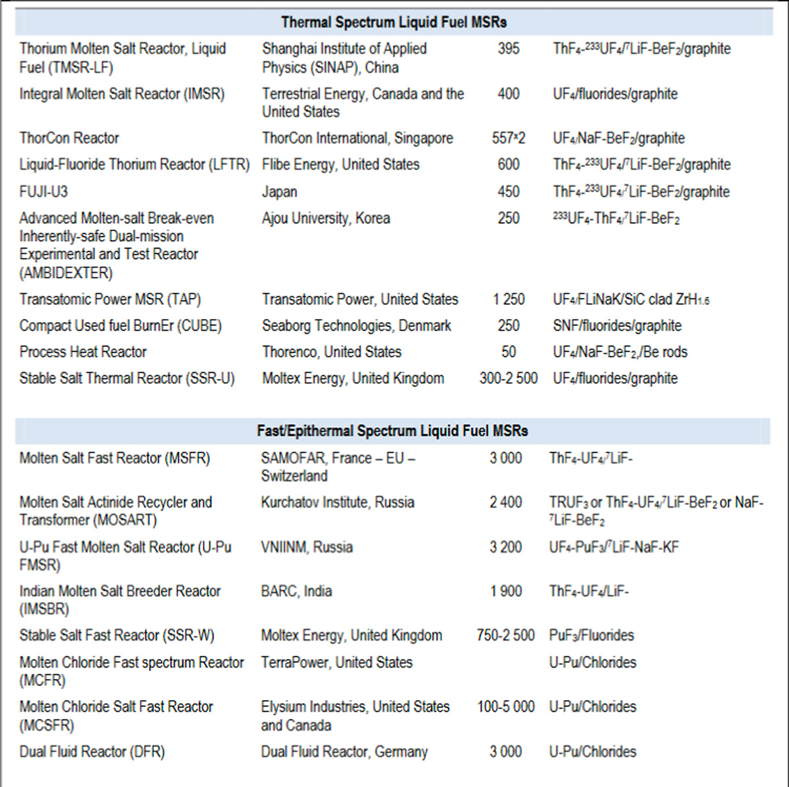 Thermal Spectrum Liquid Fuel MSRs
Thorium Molten Salt Reactor, Liquid Shanghai Institute of Applied 395 ThF₄-²³³UF₄/⁷LiF-BeF₂/graphite
Fuel (TMSR-LF) Physics (SINAP), China
Integral Molten Salt Reactor (IMSR) Terrestrial Energy, Canada and the 400 UF₄/fluorides/graphite
United States
ThorCon Reactor ThorCon International, Singapore 557ˣ2 UF₄/NaF-BeF₂/graphite
Liquid-Fluoride Thorium Reactor (LFTR) Flibe Energy, United States 600 ThF₄-²³³UF₄/⁷LiF-BeF₂/graphite
FUJI-U3 Japan 450 ThF₄-²³³UF₄/⁷LiF-BeF₂/graphite
Advanced Molten-salt Break-even Ajou University, Korea 250 ²³³UF₄-ThF₄/⁷LiF-BeF₂
Inherently-safe Dual-mission
Experimental and Test Reactor
(AMBIDEXTER)
Transatomic Power MSR (TAP) Transatomic Power, United States 1 250 UF₄/FLiNaK/SiC clad ZrH₁.₆
Compact Used fuel BurnEr (CUBE) Seaborg Technologies, Denmark 250 SNF/fluorides/graphite
Process Heat Reactor Thorenco, United States 50 UF₄/NaF-BeF₂,/Be rods
Stable Salt Thermal Reactor (SSR-U) Moltex Energy, United Kingdom 300-2 500 UF₄/fluorides/graphite
Fast/Epithermal Spectrum Liquid Fuel MSRs
Molten Salt Fast Reactor (MSFR) SAMOFAR, France – EU – 3 000 ThF₄-UF₄/⁷LiF-
Switzerland
Molten Salt Actinide Recycler and Kurchatov Institute, Russia 2 400 TRUF₃ or ThF₄-UF₄/⁷LiF-BeF₂ or NaF-
Transformer (MOSART) ⁷LiF-BeF₂
U-Pu Fast Molten Salt Reactor (U-Pu VNIINM, Russia 3 200 UF₄-PuF₃/⁷LiF-NaF-KF
FMSR)
Indian Molten Salt Breeder Reactor BARC, India 1 900 ThF₄-UF₄/LiF-
(IMSBR)
Stable Salt Fast Reactor (SSR-W) Moltex Energy, United Kingdom 750-2 500 PuF₃/Fluorides
Molten Chloride Fast spectrum Reactor TerraPower, United States U-Pu/Chlorides
(MCFR)
Molten Chloride Salt Fast Reactor Elysium Industries, United States 100-5 000 U-Pu/Chlorides
(MCSFR) and Canada
Dual Fluid Reactor (DFR) Dual Fluid Reactor, Germany 3 000 U-Pu/Chlorides